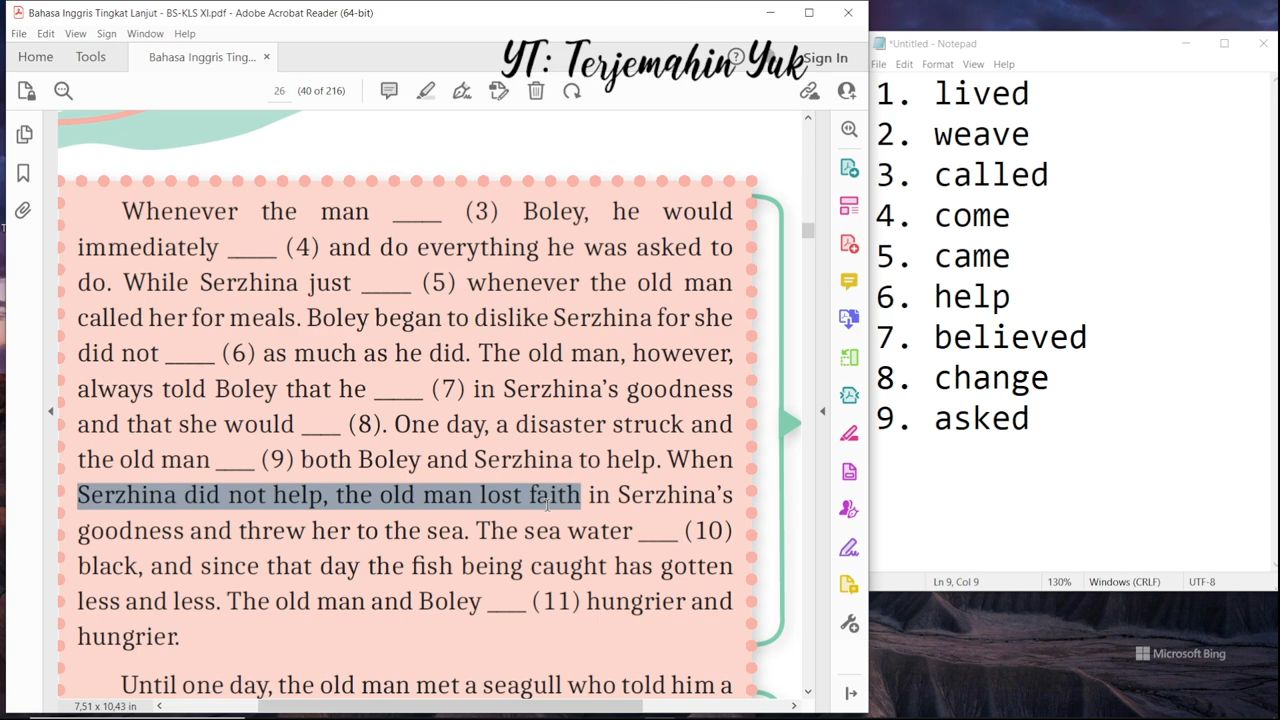 Bahasa Inggris Tingkat Lanjut - BS-KLS XI.pdf - Adobe Acrobat Reader (64-bit)
File Edit View Sign Window Help
Home Tools Bahasa Inggris Ting... × Sign In
YT: Terjemahin Yuk
26 (40 of 216)
Whenever the man ____ (3) Boley, he would
immediately ____ (4) and do everything he was asked to
do. While Serzhina just ____ (5) whenever the old man
called her for meals. Boley began to dislike Serzhina for she
did not ____ (6) as much as he did. The old man, however,
always told Boley that he ____ (7) in Serzhina’s goodness
and that she would ___ (8). One day, a disaster struck and
the old man ___ (9) both Boley and Serzhina to help. When
Serzhina did not help, the old man lost faith in Serzhina’s
goodness and threw her to the sea. The sea water ___ (10)
black, and since that day the fish being caught has gotten
less and less. The old man and Boley ___ (11) hungrier and
hungrier.
Until one day, the old man met a seagull who told him a
7,51 x 10,43 in
*Untitled - Notepad
File Edit Format View Help
1. lived
2. weave
3. called
4. come
5. came
6. help
7. believed
8. change
9. asked
Ln 9, Col 9 130% Windows (CRLF) UTF-8
Microsoft Bing